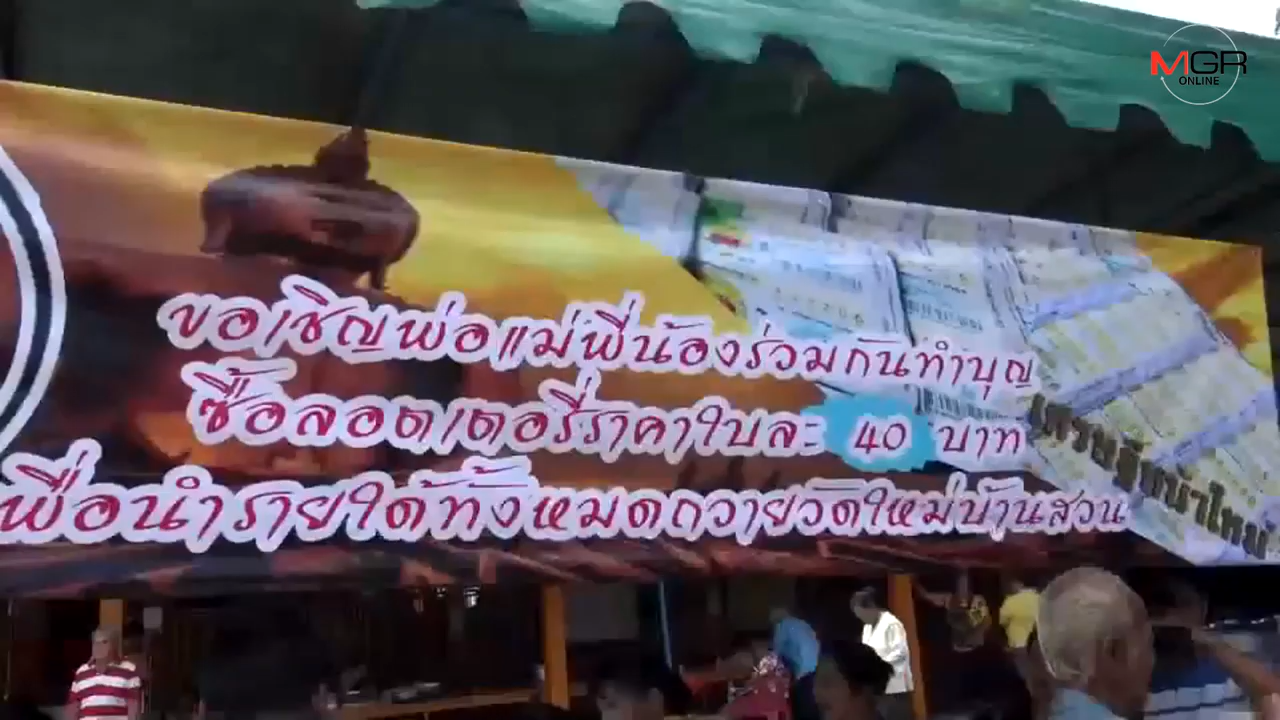 MGR
ONLINE
ขอเชิญพ่อแม่พี่น้องร่วมกันทำบุญ
ซื้อลอตเตอรี่ราคาใบละ 40 บาท
เพื่อนำรายได้ทั้งหมดถวายวัดใหม่บ้านสวน